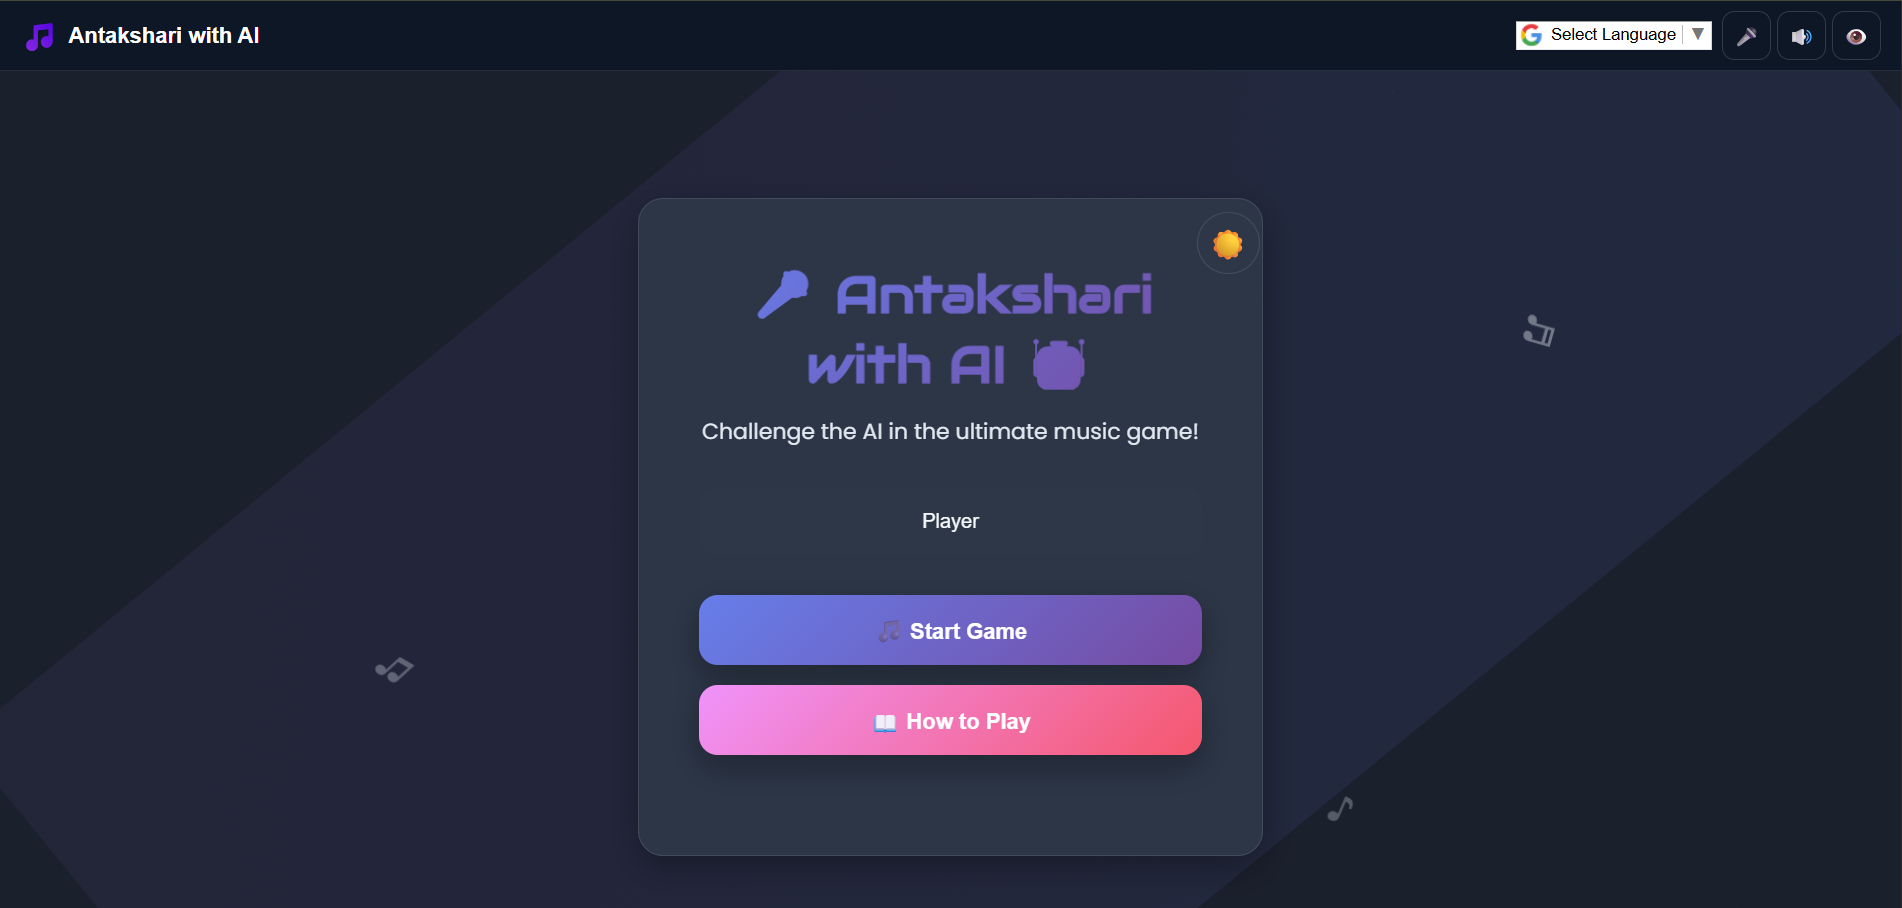 Antakshari with AI
Select Language
Antakshari
with AI
Challenge the AI in the ultimate music game!
Player
Start Game
How to Play